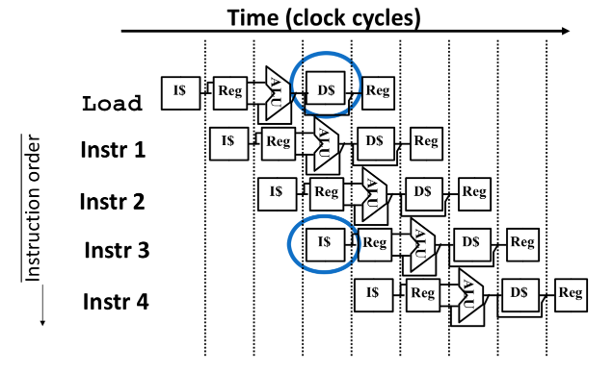 Time (clock cycles)
Load I$ Reg ALU D$ Reg
Instr 1 I$ Reg ALU D$ Reg
Instr 2 I$ Reg ALU D$ Reg
Instr 3 I$ Reg ALU D$ Reg
Instr 4 I$ Reg ALU D$ Reg
Instruction order